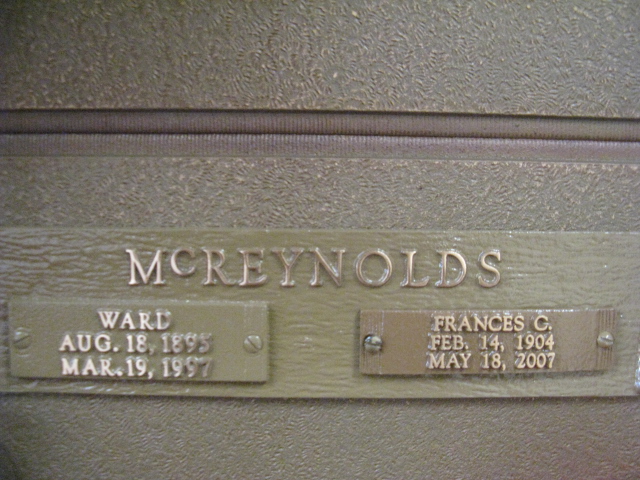 McREYNOLDS
WARD
AUG. 18, 1895
MAR. 19, 1997
FRANCES G.
FEB. 14, 1904
MAY 18, 2007